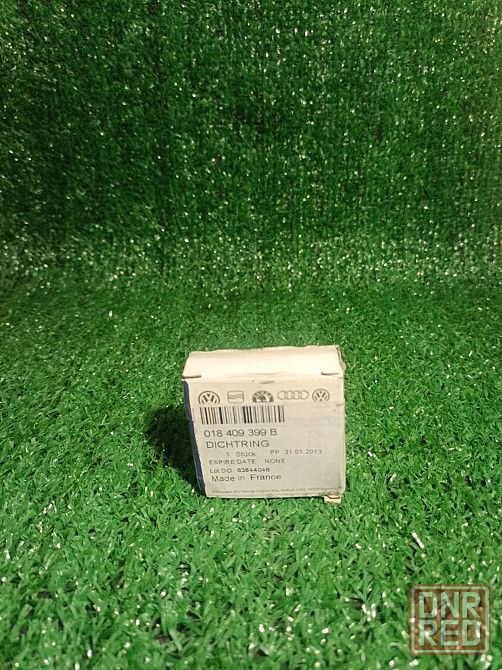 018 409 399 B
DICHTRING
1 Stück PP 31.01.2013
EXPIRE DATE NONE
Lot.DO 63844046
Made in France
DNR
RED